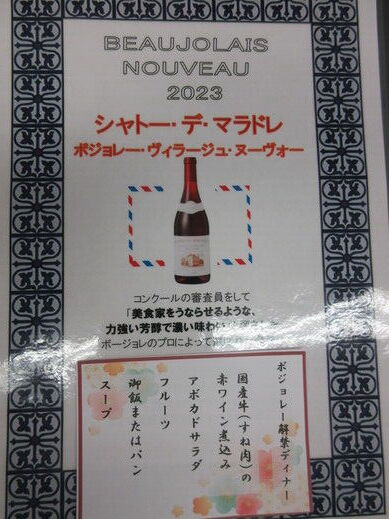 BEAUJOLAIS
NOUVEAU
2023
シャトー・デ・マラドレ
ボジョレー・ヴィラージュ・ヌーヴォー
コンクールの審査員をして
「美食家をうならせるような、
力強い芳醇で濃い味わい
ボージョレのプロによって
ボジョレー解禁ディナー
国産牛(すね肉)の
赤ワイン煮込み
アボカドサラダ
フルーツ
御飯またはパン
スープ